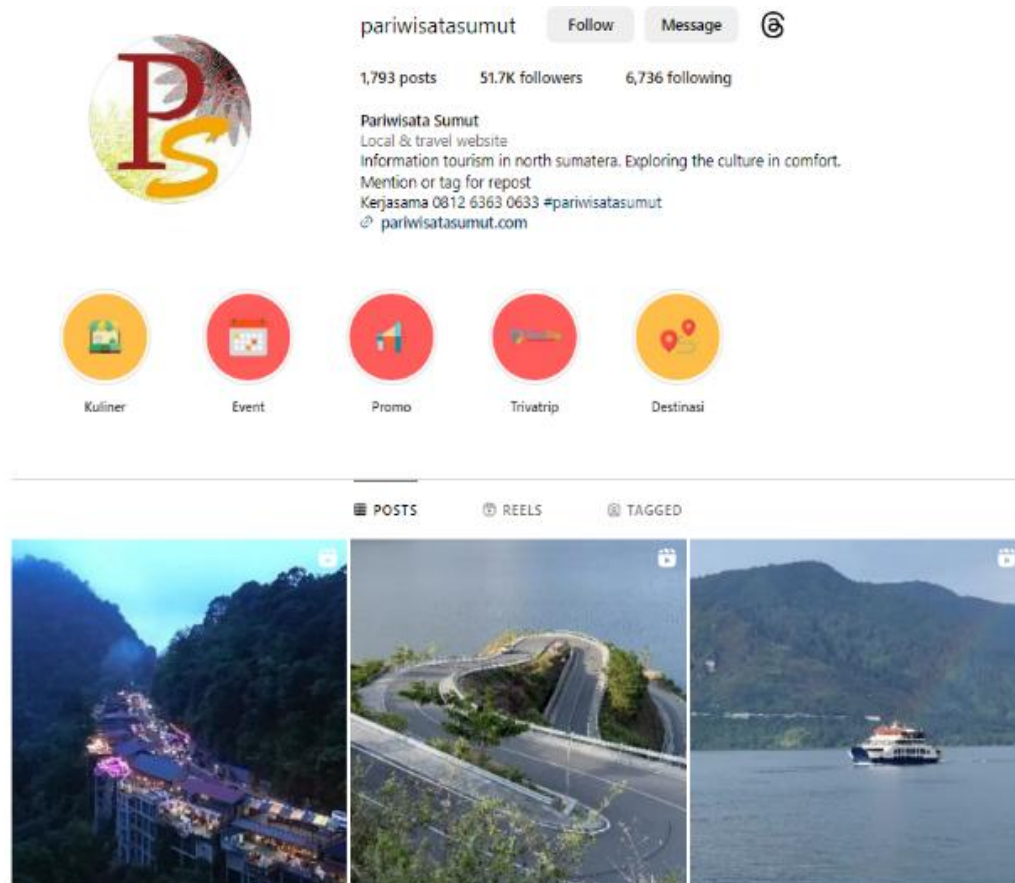 pariwisatasumut Follow Message
1,793 posts 51.7K followers 6,736 following
Pariwisata Sumut
Local & travel website
Information tourism in north sumatera. Exploring the culture in comfort.
Mention or tag for repost
Kerjasama 0812 6363 0633 #pariwisatasumut
pariwisatasumut.com
PS
Kuliner Event Promo Trivatrip Destinasi
POSTS REELS TAGGED